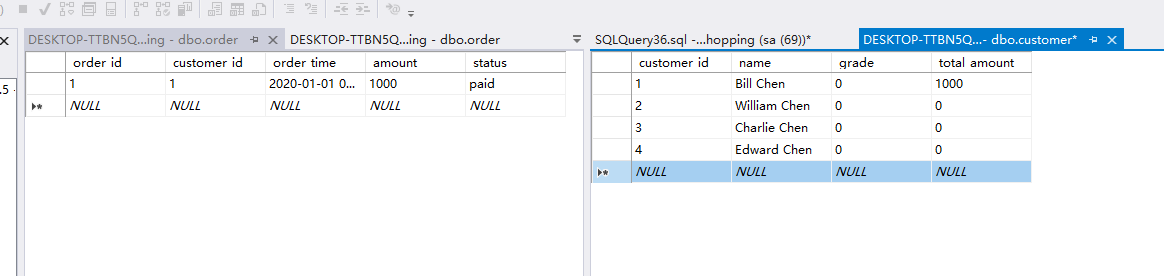 DESKTOP-TTBN5Q...ing - dbo.order DESKTOP-TTBN5Q...ing - dbo.order SQLQuery36.sql -...hopping (sa (69))* DESKTOP-TTBN5Q...- dbo.customer*
order id customer id order time amount status
1 1 2020-01-01 0... 1000 paid
NULL NULL NULL NULL NULL
customer id name grade total amount
1 Bill Chen 0 1000
2 William Chen 0 0
3 Charlie Chen 0 0
4 Edward Chen 0 0
NULL NULL NULL NULL
.5